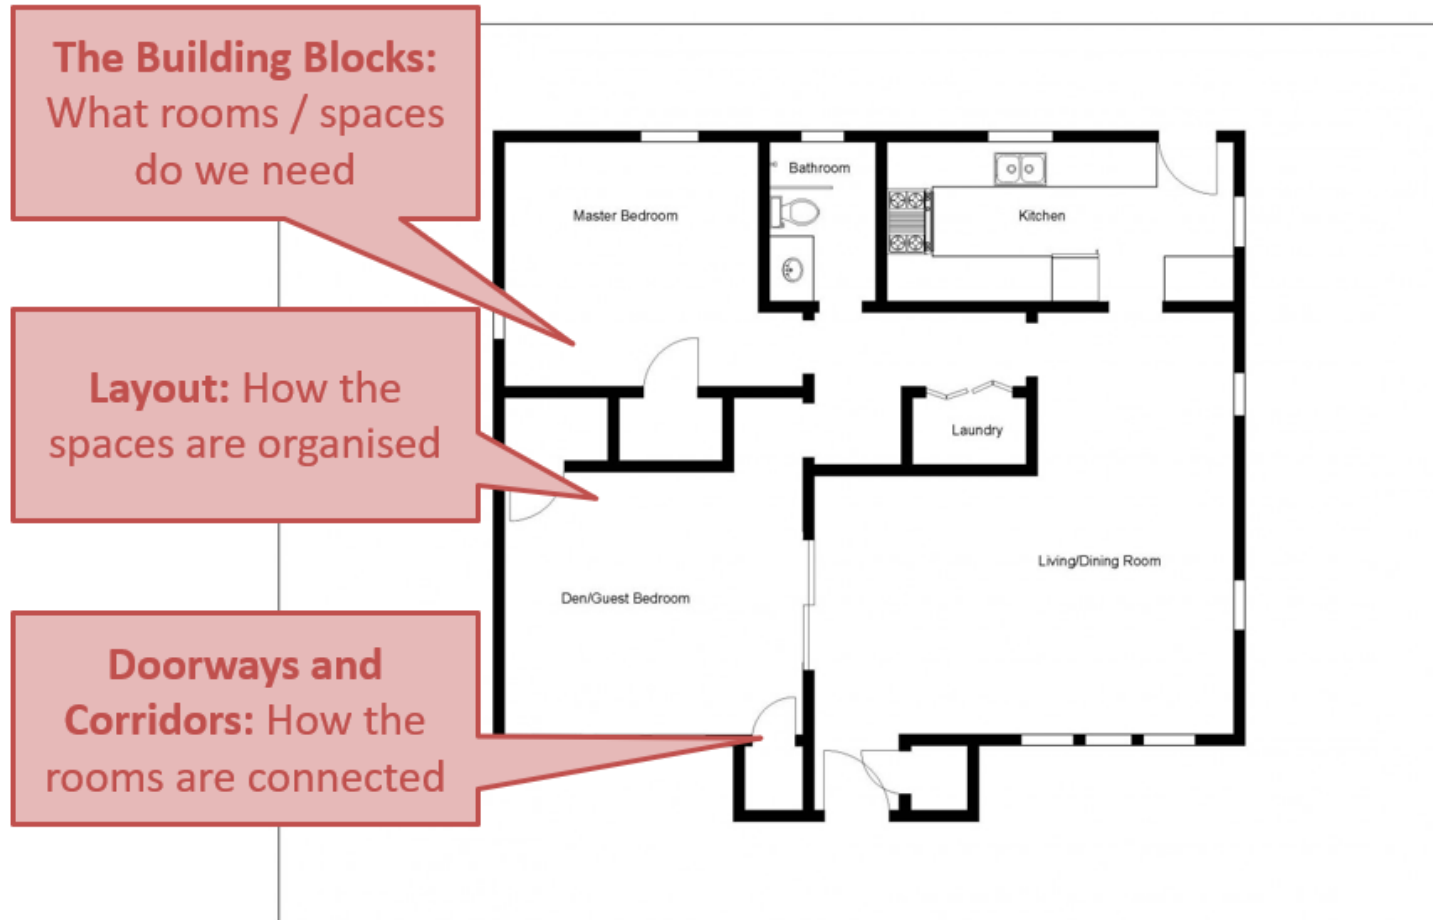 The Building Blocks:
What rooms / spaces
do we need
Layout: How the
spaces are organised
Doorways and
Corridors: How the
rooms are connected
Master Bedroom
Bathroom
Kitchen
Laundry
Living/Dining Room
Den/Guest Bedroom